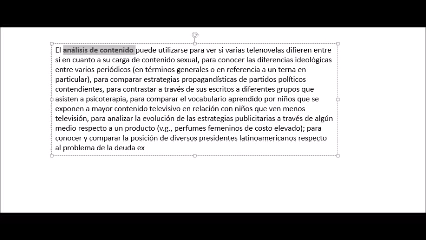 El análisis de contenido puede utilizarse para ver si varias telenovelas difieren entre
si en cuanto a su carga de contenido sexual, para conocer las diferencias ideológicas
entre varios periódicos (en términos generales o en referencia a un terna en
particular), para comparar estrategias propagandísticas de partidos políticos
contendientes, para contrastar a través de sus escritos a diferentes grupos que
asisten a psicoterapia, para comparar el vocabulario aprendido por niños que se
exponen a mayor contenido televisivo en relación con niños que ven menos
televisión, para analizar la evolución de las estrategias publicitarias a través de algún
medio respecto a un producto (v.g., perfumes femeninos de costo elevado); para
conocer y comparar la posición de diversos presidentes latinoamericanos respecto
al problema de la deuda ex